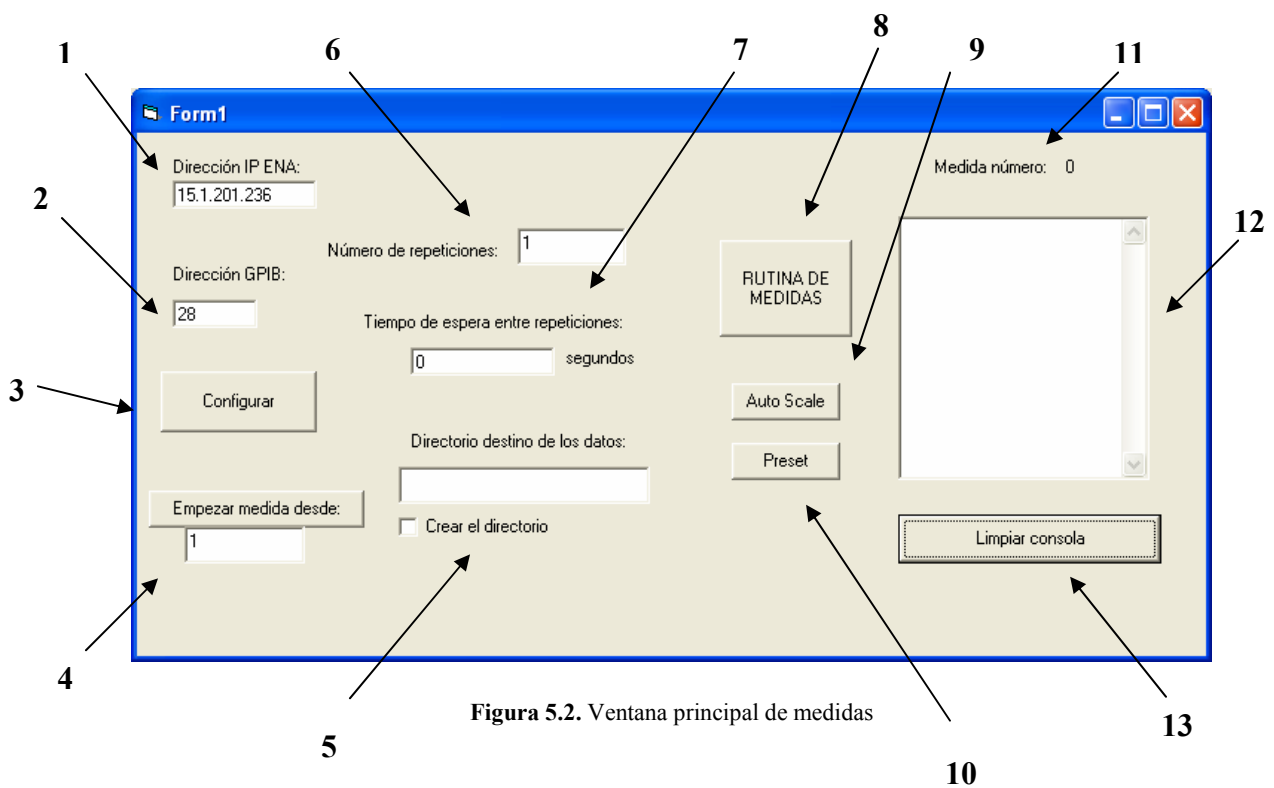 8
7
6
9
1
11
Form1
Dirección IP ENA:
Medida número: 0
15.1.201.236
2
12
Número de repeticiones:
1
Dirección GPIB:
RUTINA DE
MEDIDAS
28
Tiempo de espera entre repeticiones:
0
segundos
3
Configurar
Auto Scale
Directorio destino de los datos:
Preset
Empezar medida desde:
1
Crear el directorio
Limpiar consola
4
Figura 5.2. Ventana principal de medidas
13
5
10